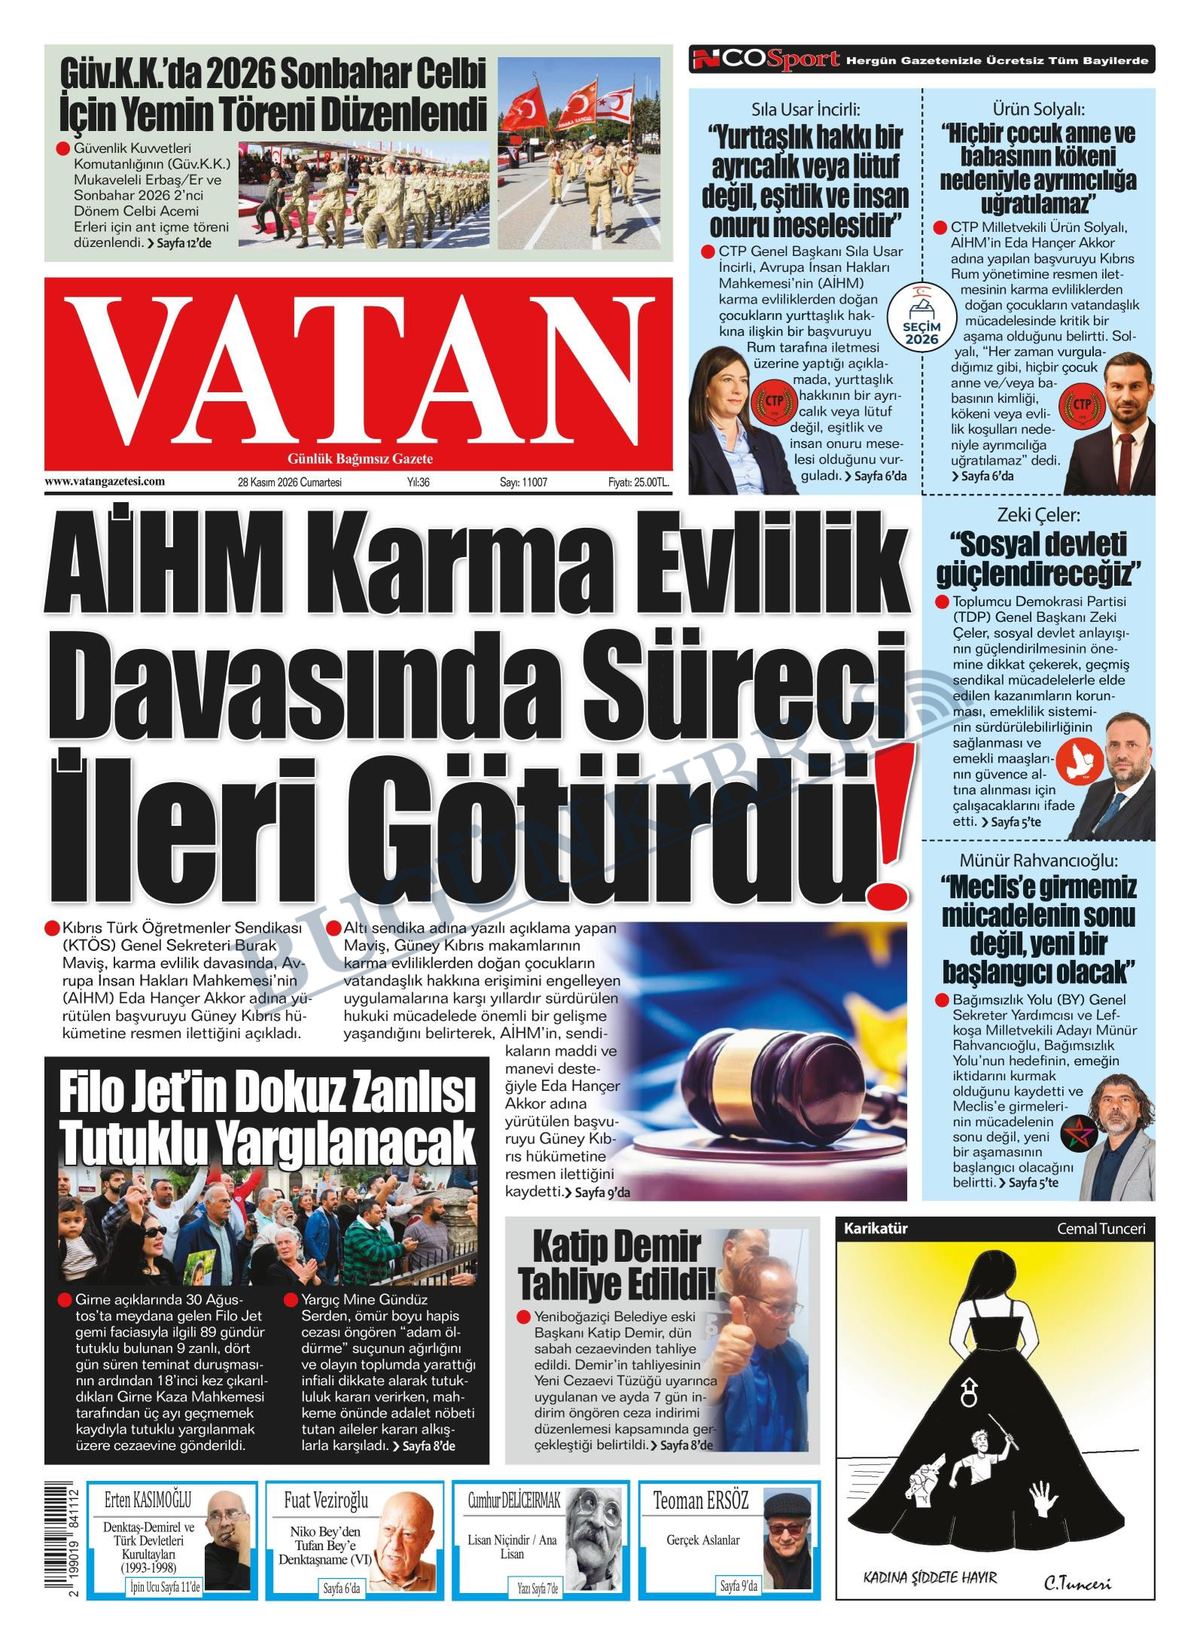 Güv.K.K.'da 2026 Sonbahar Celbi
İçin Yemin Töreni Düzenlendi
Güvenlik Kuvvetleri
Komutanlığının (Güv.K.K.)
Mukaveleli Erbaş/Er ve
Sonbahar 2026 2'nci
Dönem Celbi Acemi
Erleri için ant içme töreni
düzenlendi. ❯ Sayfa 12'de
NCO Sport Hergün Gazetenizle Ücretsiz Tüm Bayilerde
Sıla Usar İncirli:
“Yurttaşlık hakkı bir
ayrıcalık veya lütuf
değil, eşitlik ve insan
onuru meselesidir”
CTP Genel Başkanı Sıla Usar
İncirli, Avrupa İnsan Hakları
Mahkemesi'nin (AİHM)
karma evliliklerden doğan
çocukların yurttaşlık hak-
kına ilişkin bir başvuruyu
Rum tarafına iletmesi
üzerine yaptığı açıkla-
mada, yurttaşlık
hakkının bir ayrı-
calık veya lütuf
değil, eşitlik ve
insan onuru mese-
lesi olduğunu vur-
guladı. ❯ Sayfa 6'da
CTP
SEÇİM
2026
Ürün Solyalı:
“Hiçbir çocuk anne ve
babasının kökeni
nedeniyle ayrımcılığa
uğratılamaz”
CTP Milletvekili Ürün Solyalı,
AİHM'in Eda Hançer Akkor
adına yapılan başvuruyu Kıbrıs
Rum yönetimine resmen ilet-
mesinin karma evliliklerden
doğan çocukların vatandaşlık
mücadelesinde kritik bir
aşama olduğunu belirtti. Sol-
yalı, “Her zaman vurgula-
dığımız gibi, hiçbir çocuk
anne ve/veya ba-
basının kimliği,
kökeni veya evli-
lik koşulları nede-
niyle ayrımcılığa
uğratılamaz” dedi.
❯ Sayfa 6'da
CTP
VATAN
Günlük Bağımsız Gazete
www.vatangazetesi.com 28 Kasım 2026 Cumartesi Yıl:36 Sayı: 11007 Fiyatı: 25.00TL.
AİHM Karma Evlilik
Davasında Süreci
İleri Götürdü!
BUGÜNKIBRIS
Kıbrıs Türk Öğretmenler Sendikası
(KTÖS) Genel Sekreteri Burak
Maviş, karma evlilik davasında, Av-
rupa İnsan Hakları Mahkemesi'nin
(AİHM) Eda Hançer Akkor adına yü-
rütülen başvuruyu Güney Kıbrıs hü-
kümetine resmen ilettiğini açıkladı.
Altı sendika adına yazılı açıklama yapan
Maviş, Güney Kıbrıs makamlarının
karma evliliklerden doğan çocukların
vatandaşlık hakkına erişimini engelleyen
uygulamalarına karşı yıllardır sürdürülen
hukuki mücadelede önemli bir gelişme
yaşandığını belirterek, AİHM'in, sendi-
kaların maddi ve
manevi deste-
ğiyle Eda Hançer
Akkor adına
yürütülen başvu-
ruyu Güney Kıb-
rıs hükümetine
resmen ilettiğini
kaydetti.❯ Sayfa 9'da
Zeki Çeler:
“Sosyal devleti
güçlendireceğiz”
Toplumcu Demokrasi Partisi
(TDP) Genel Başkanı Zeki
Çeler, sosyal devlet anlayışı-
nın güçlendirilmesinin öne-
mine dikkat çekerek, geçmiş
sendikal mücadelelerle elde
edilen kazanımların korun-
ması, emeklilik sistemi-
nin sürdürülebilirliğinin
sağlanması ve
emekli maaşları-
nın güvence al-
tına alınması için
çalışacaklarını ifade
etti. ❯ Sayfa 5'te
Münür Rahvancıoğlu:
“Meclis'e girmemiz
mücadelenin sonu
değil, yeni bir
başlangıcı olacak”
Bağımsızlık Yolu (BY) Genel
Sekreter Yardımcısı ve Lef-
koşa Milletvekili Adayı Münür
Rahvancıoğlu, Bağımsızlık
Yolu'nun hedefinin, emeğin
iktidarını kurmak
olduğunu kaydetti ve
Meclis'e girmeleri-
nin mücadelenin
sonu değil, yeni
bir aşamasının
başlangıcı olacağını
belirtti.❯ Sayfa 5'te
Filo Jet'in Dokuz Zanlısı
Tutuklu Yargılanacak
Girne açıklarında 30 Ağus-
tos'ta meydana gelen Filo Jet
gemi faciasıyla ilgili 89 gündür
tutuklu bulunan 9 zanlı, dört
gün süren teminat duruşması-
nın ardından 18'inci kez çıkarıl-
dıkları Girne Kaza Mahkemesi
tarafından üç ayı geçmemek
kaydıyla tutuklu yargılanmak
üzere cezaevine gönderildi.
Yargıç Mine Gündüz
Serden, ömür boyu hapis
cezası öngören “adam öl-
dürme” suçunun ağırlığını
ve olayın toplumda yarattığı
infiali dikkate alarak tutuk-
luluk kararı verirken, mah-
keme önünde adalet nöbeti
tutan aileler kararı alkış-
larla karşıladı. ❯ Sayfa 8'de
Katip Demir
Tahliye Edildi!
Yeniboğaziçi Belediye eski
Başkanı Katip Demir, dün
sabah cezaevinden tahliye
edildi. Demir'in tahliyesinin
Yeni Cezaevi Tüzüğü uyarınca
uygulanan ve ayda 7 gün in-
dirim öngören ceza indirimi
düzenlemesi kapsamında ger-
çekleştiği belirtildi.❯ Sayfa 8'de
Karikatür Cemal Tunceri
KADINA ŞİDDETE HAYIR
C.Tunceri
2 199019 841112
Erten KASIMOĞLU
Denktaş-Demirel ve
Türk Devletleri
Kurultayları
(1993-1998)
İpin Ucu Sayfa 11'de
Fuat Veziroğlu
Niko Bey'den
Tufan Bey'e
Denktaşname (VI)
Sayfa 6'da
Cumhur DELİCEIRMAK
Lisan Niçindir / Ana
Lisan
Yazı Sayfa 7'de
Teoman ERSÖZ
Gerçek Aslanlar
Sayfa 9'da